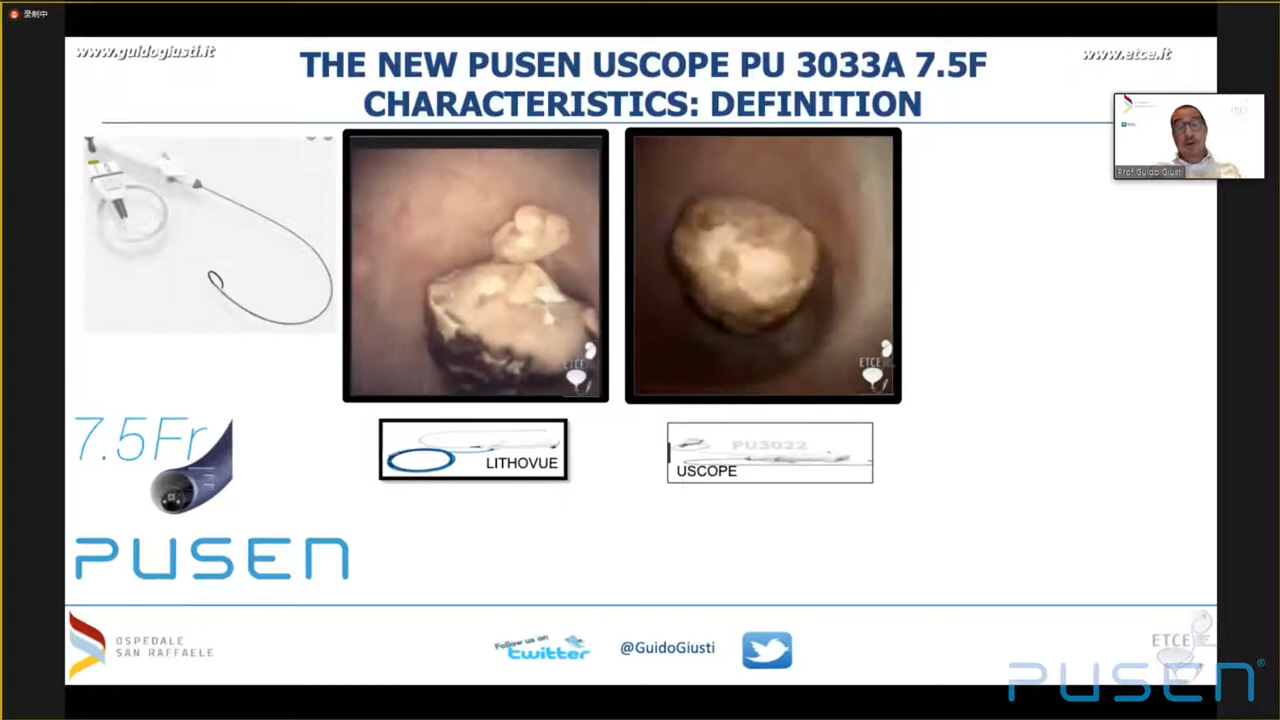 录制中
www.guidogiusti.it
www.etce.it
THE NEW PUSEN USCOPE PU 3033A 7.5F
CHARACTERISTICS: DEFINITION
Prof.Guido Giusti
ETCE
ETCE
7.5Fr
LITHOVUE
PU3022
USCOPE
PUSEN
OSPEDALE
SAN RAFFAELE
Follow us on
twitter
@GuidoGiusti
ETCE
PUSEN®